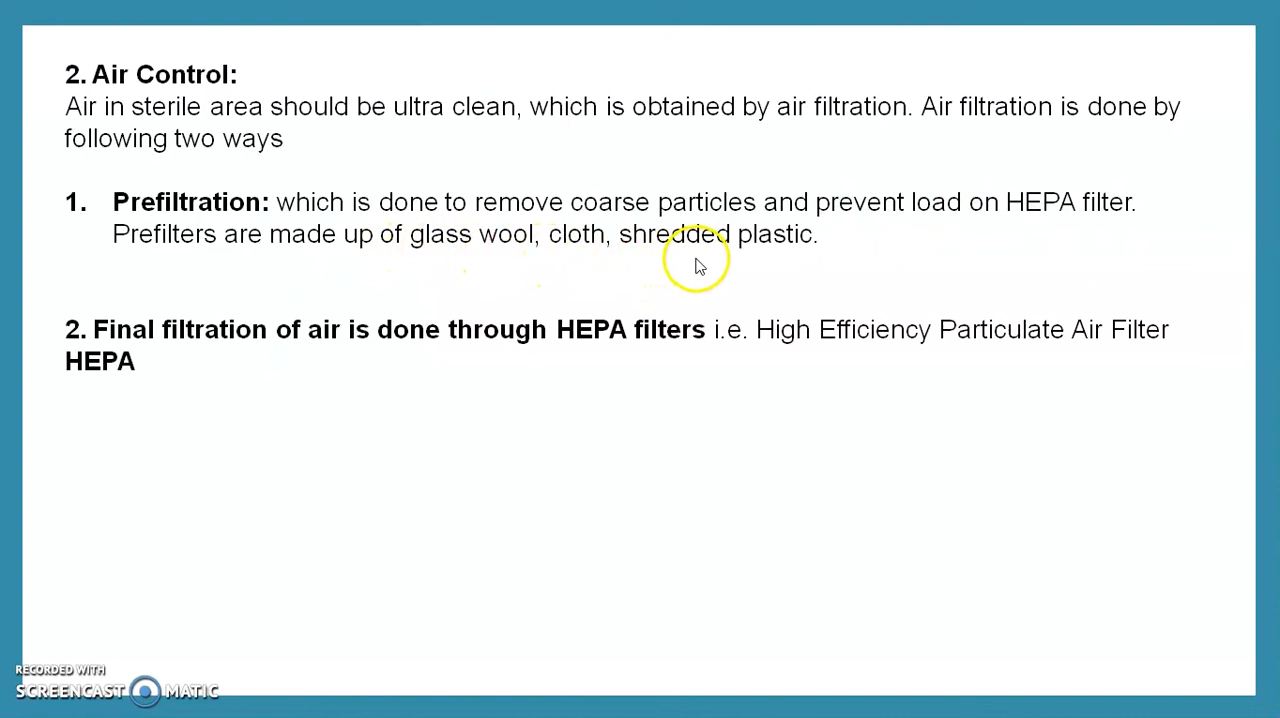 2. Air Control:
Air in sterile area should be ultra clean, which is obtained by air filtration. Air filtration is done by
following two ways
1. Prefiltration: which is done to remove coarse particles and prevent load on HEPA filter.
Prefilters are made up of glass wool, cloth, shredded plastic.
2. Final filtration of air is done through HEPA filters i.e. High Efficiency Particulate Air Filter
HEPA
RECORDED WITH
SCREENCAST MATIC